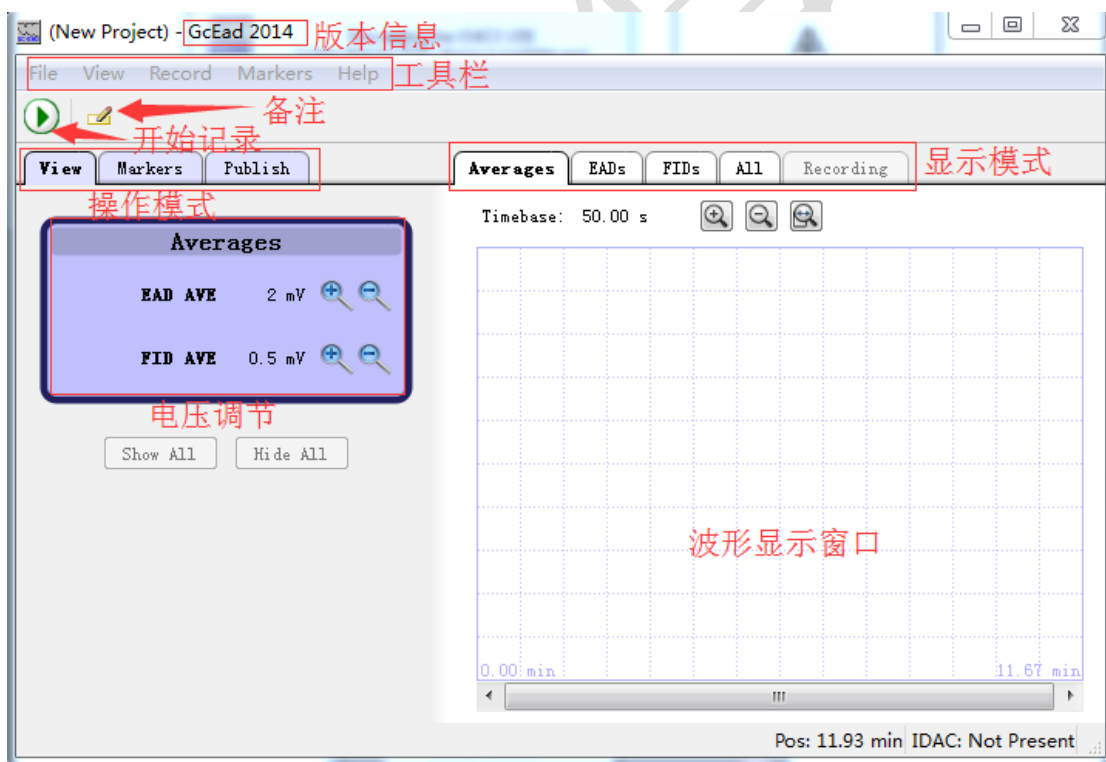 (New Project) - GcEad 2014 版本信息
File View Record Markers Help 工具栏
备注
开始记录
View Markers Publish
Averages EADs FIDs All Recording 显示模式
操作模式
Timebase: 50.00 s
Averages
EAD AVE 2 mV
FID AVE 0.5 mV
电压调节
Show All Hide All
波形显示窗口
0.00 min 11.67 min
Pos: 11.93 min IDAC: Not Present